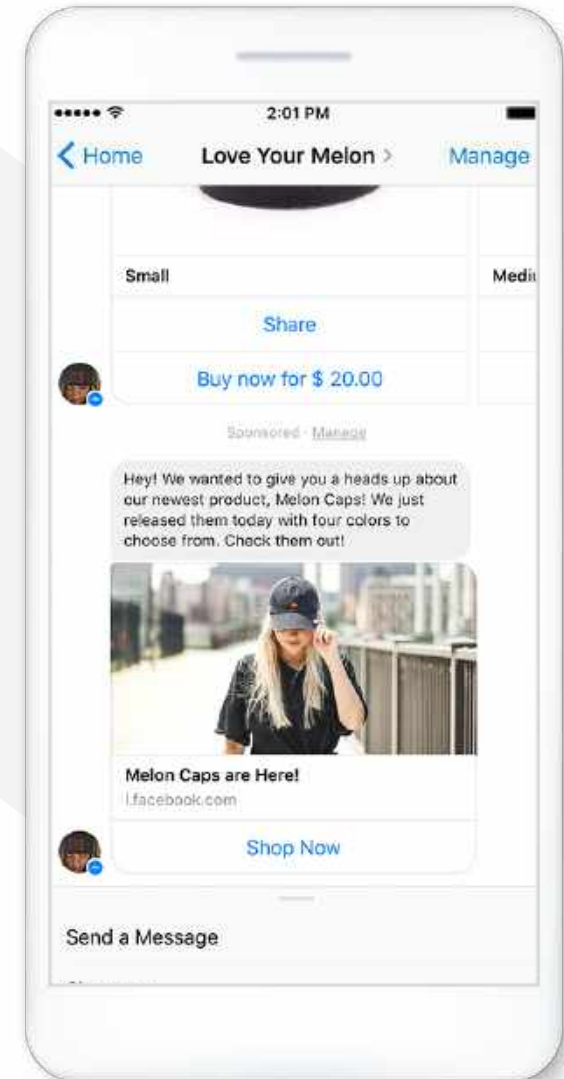 2:01 PM
Home Love Your Melon > Manage
Small
Share
Buy now for $ 20.00
Sponsored · Manage
Hey! We wanted to give you a heads up about
our newest product, Melon Caps! We just
released them today with four colors to
choose from. Check them out!
Melon Caps are Here!
l.facebook.com
Shop Now
Send a Message